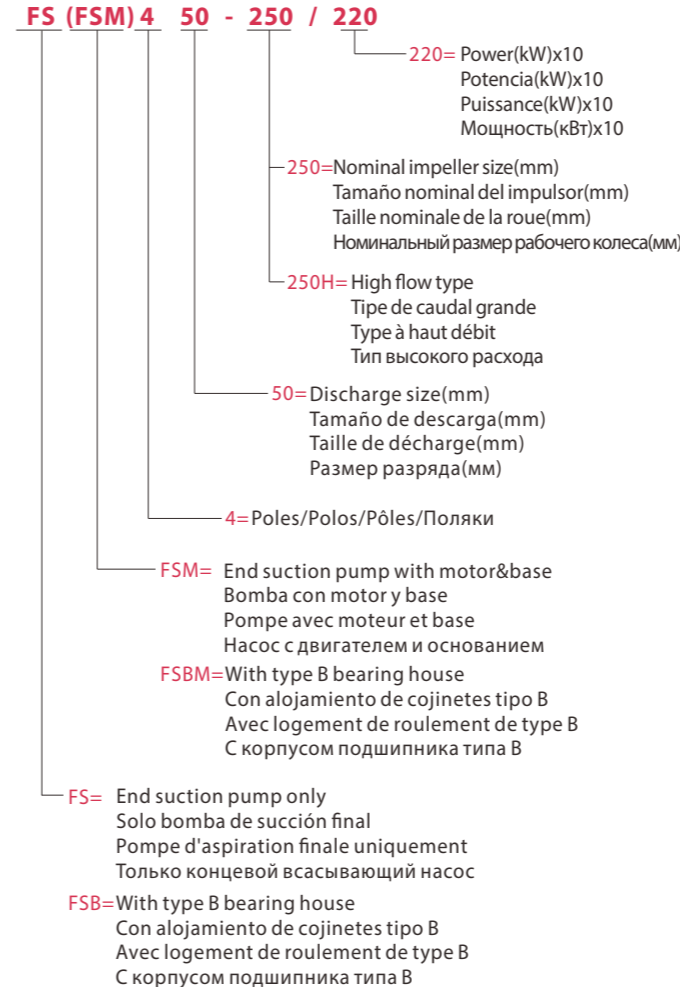 FS (FSM) 4 50 - 250 / 220
220= Power(kW)x10
Potencia(kW)x10
Puissance(kW)x10
Мощность(кВт)x10
250=Nominal impeller size(mm)
Tamaño nominal del impulsor(mm)
Taille nominale de la roue(mm)
Номинальный размер рабочего колеса(мм)
250H= High flow type
Tipe de caudal grande
Type à haut débit
Тип высокого расхода
50=Discharge size(mm)
Tamaño de descarga(mm)
Taille de décharge(mm)
Размер разряда(мм)
4=Poles/Polos/Pôles/Поляки
FSM= End suction pump with motor&base
Bomba con motor y base
Pompe avec moteur et base
Насос с двигателем и основанием
FSBM=With type B bearing house
Con alojamiento de cojinetes tipo B
Avec logement de roulement de type B
С корпусом подшипника типа B
FS= End suction pump only
Solo bomba de succión final
Pompe d'aspiration finale uniquement
Только концевой всасывающий насос
FSB=With type B bearing house
Con alojamiento de cojinetes tipo B
Avec logement de roulement de type B
С корпусом подшипника типа B